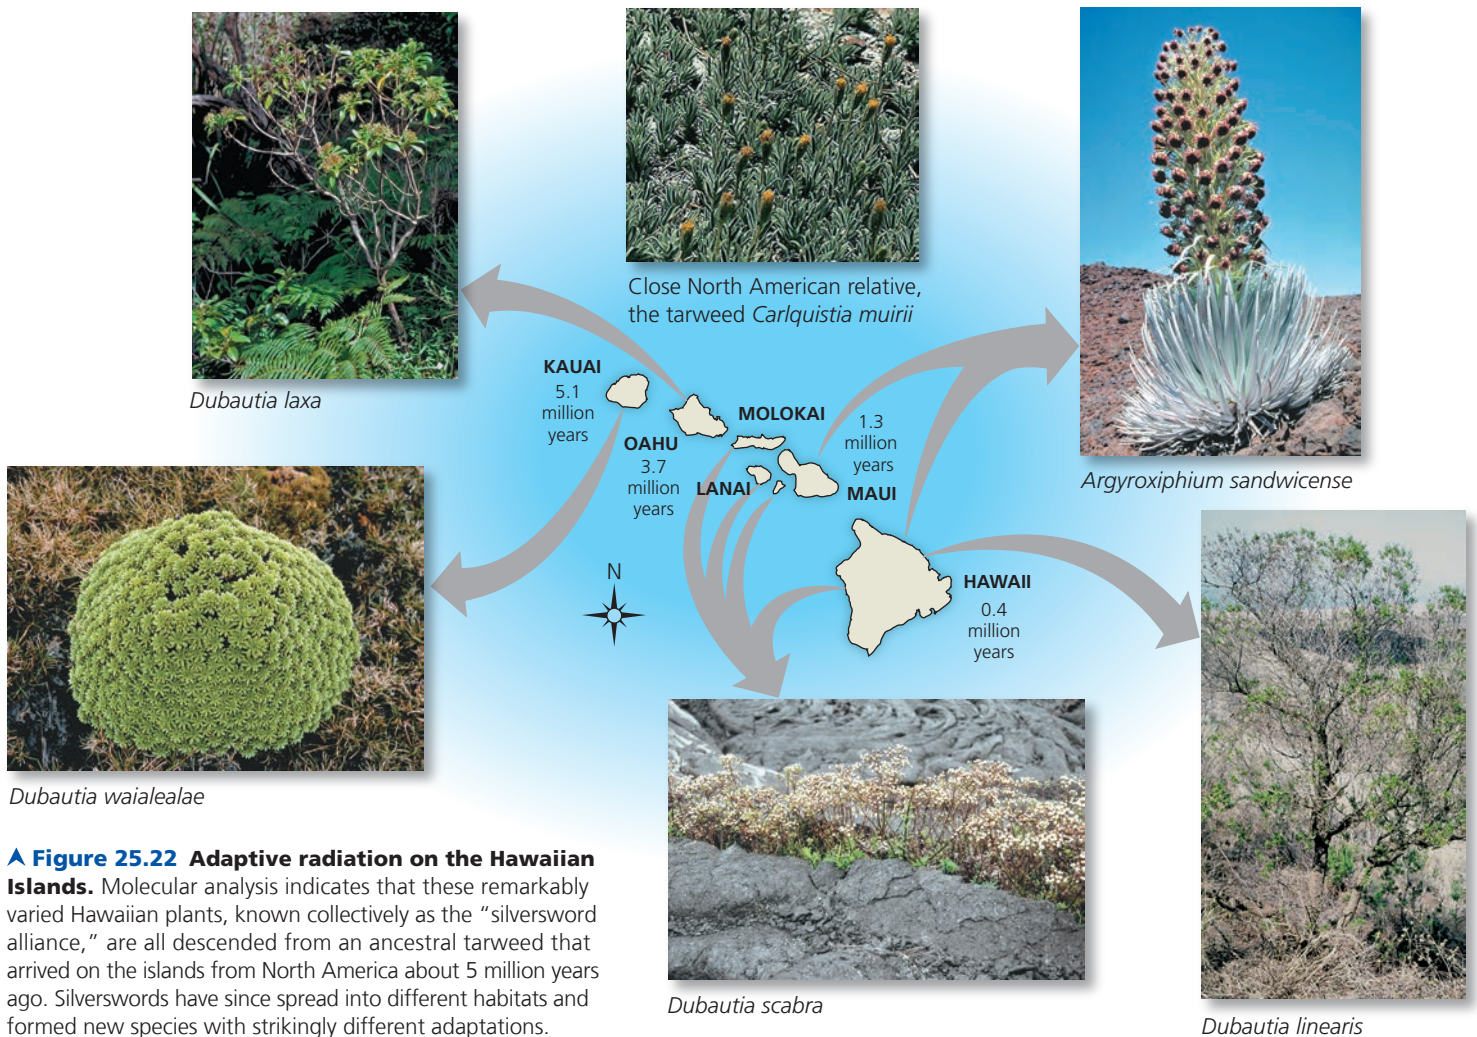 Close North American relative,
the tarweed Carlquistia muirii
Dubautia laxa
KAUAI
5.1
million
years
OAHU
3.7
million
years
MOLOKAI
1.3
million
years
LANAI
MAUI
Argyroxiphium sandwicense
N
HAWAII
0.4
million
years
Dubautia waialealae
Dubautia scabra
Dubautia linearis
Figure 25.22 Adaptive radiation on the Hawaiian
Islands. Molecular analysis indicates that these remarkably
varied Hawaiian plants, known collectively as the “silversword
alliance,” are all descended from an ancestral tarweed that
arrived on the islands from North America about 5 million years
ago. Silverswords have since spread into different habitats and
formed new species with strikingly different adaptations.